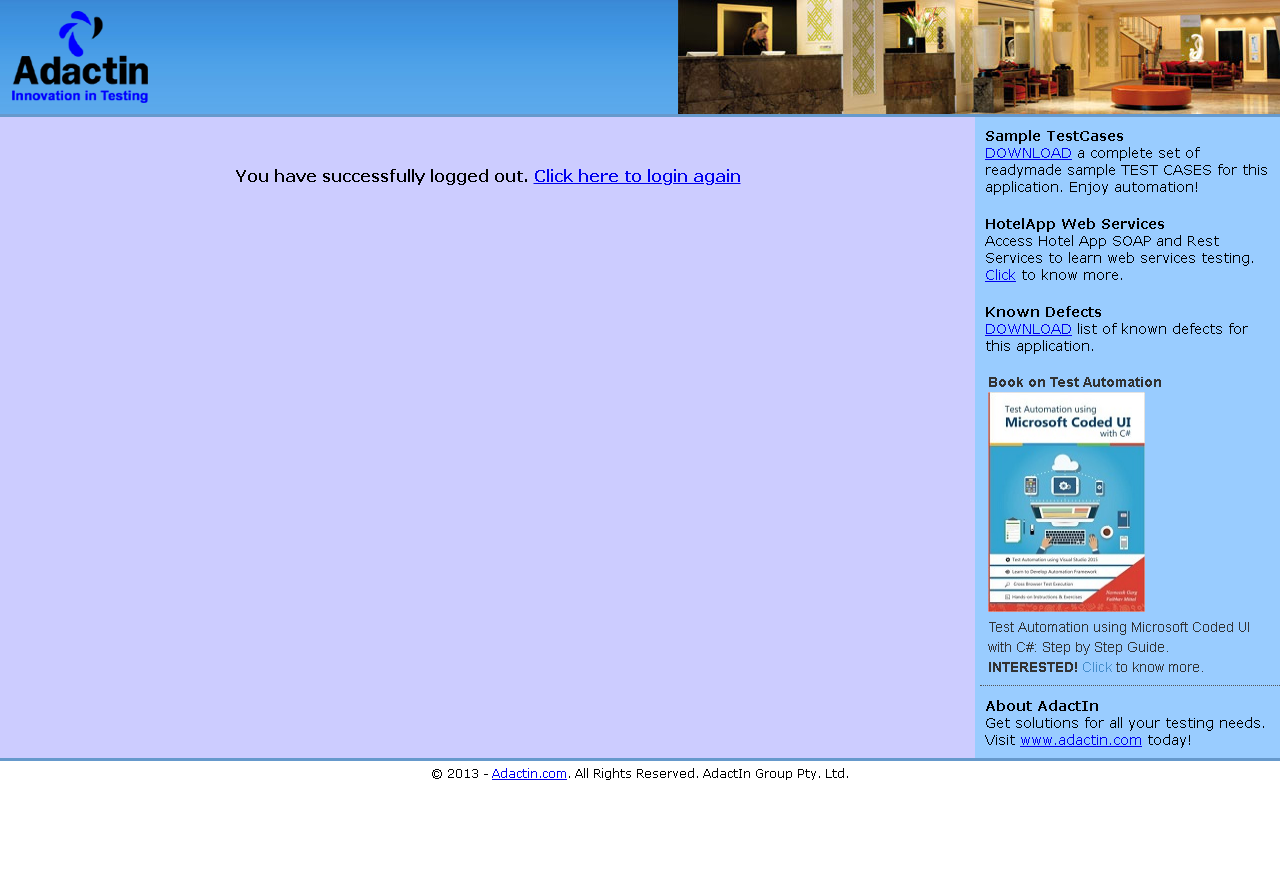 Adactin
Innovation in Testing
You have successfully logged out. Click here to login again
Sample TestCases
DOWNLOAD a complete set of
readymade sample TEST CASES for this
application. Enjoy automation!
HotelApp Web Services
Access Hotel App SOAP and Rest
Services to learn web services testing.
Click to know more.
Known Defects
DOWNLOAD list of known defects for
this application.
Book on Test Automation
Test Automation using
Microsoft Coded UI
with C#
Test Automation using Visual Studio 2015
Learn to Develop Automation Framework
Cross Browser Test Execution
Hands-on Instructions & Exercises
Navneesh Garg
Test Automation using Microsoft Coded UI
with C#: Step by Step Guide.
INTERESTED! Click to know more.
About AdactIn
Get solutions for all your testing needs.
Visit www.adactin.com today!
© 2013 - Adactin.com. All Rights Reserved. AdactIn Group Pty. Ltd.